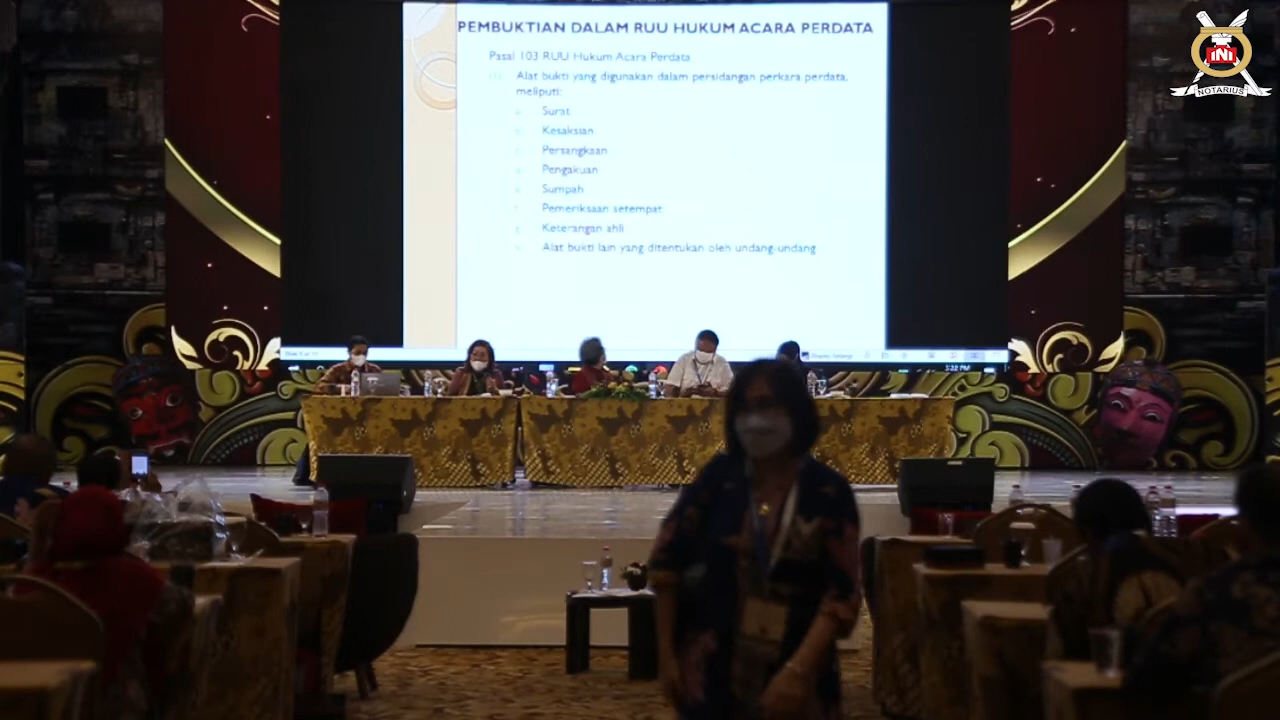 PEMBUKTIAN DALAM RUU HUKUM ACARA PERDATA
Pasal 103 RUU Hukum Acara Perdata
Alat bukti yang digunakan dalam persidangan perkara perdata,
meliputi:
Surat
Kesaksian
Persangkaan
Pengakuan
Sumpah
Pemeriksaan setempat
Keterangan ahli
Alat bukti lain yang ditentukan oleh undang-undang
INI
NOTARIUS